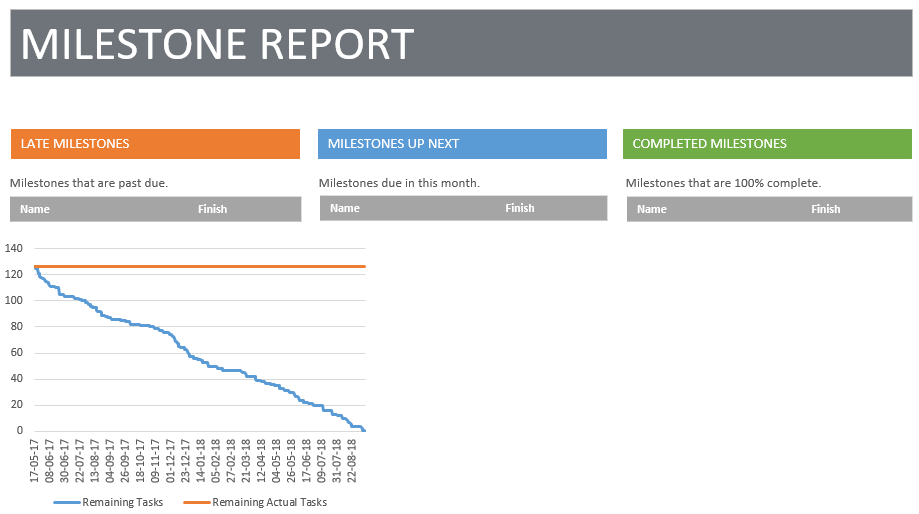 MILESTONE REPORT
LATE MILESTONES
MILESTONES UP NEXT
COMPLETED MILESTONES
Milestones that are past due.
Milestones due in this month.
Milestones that are 100% complete.
Name Finish
Name Finish
Name Finish
140
120
100
80
60
40
20
0
17-05-17
08-06-17
30-06-17
22-07-17
13-08-17
04-09-17
26-09-17
18-10-17
09-11-17
01-12-17
23-12-17
14-01-18
05-02-18
27-02-18
21-03-18
12-04-18
04-05-18
26-05-18
17-06-18
09-07-18
31-07-18
22-08-18
Remaining Tasks
Remaining Actual Tasks